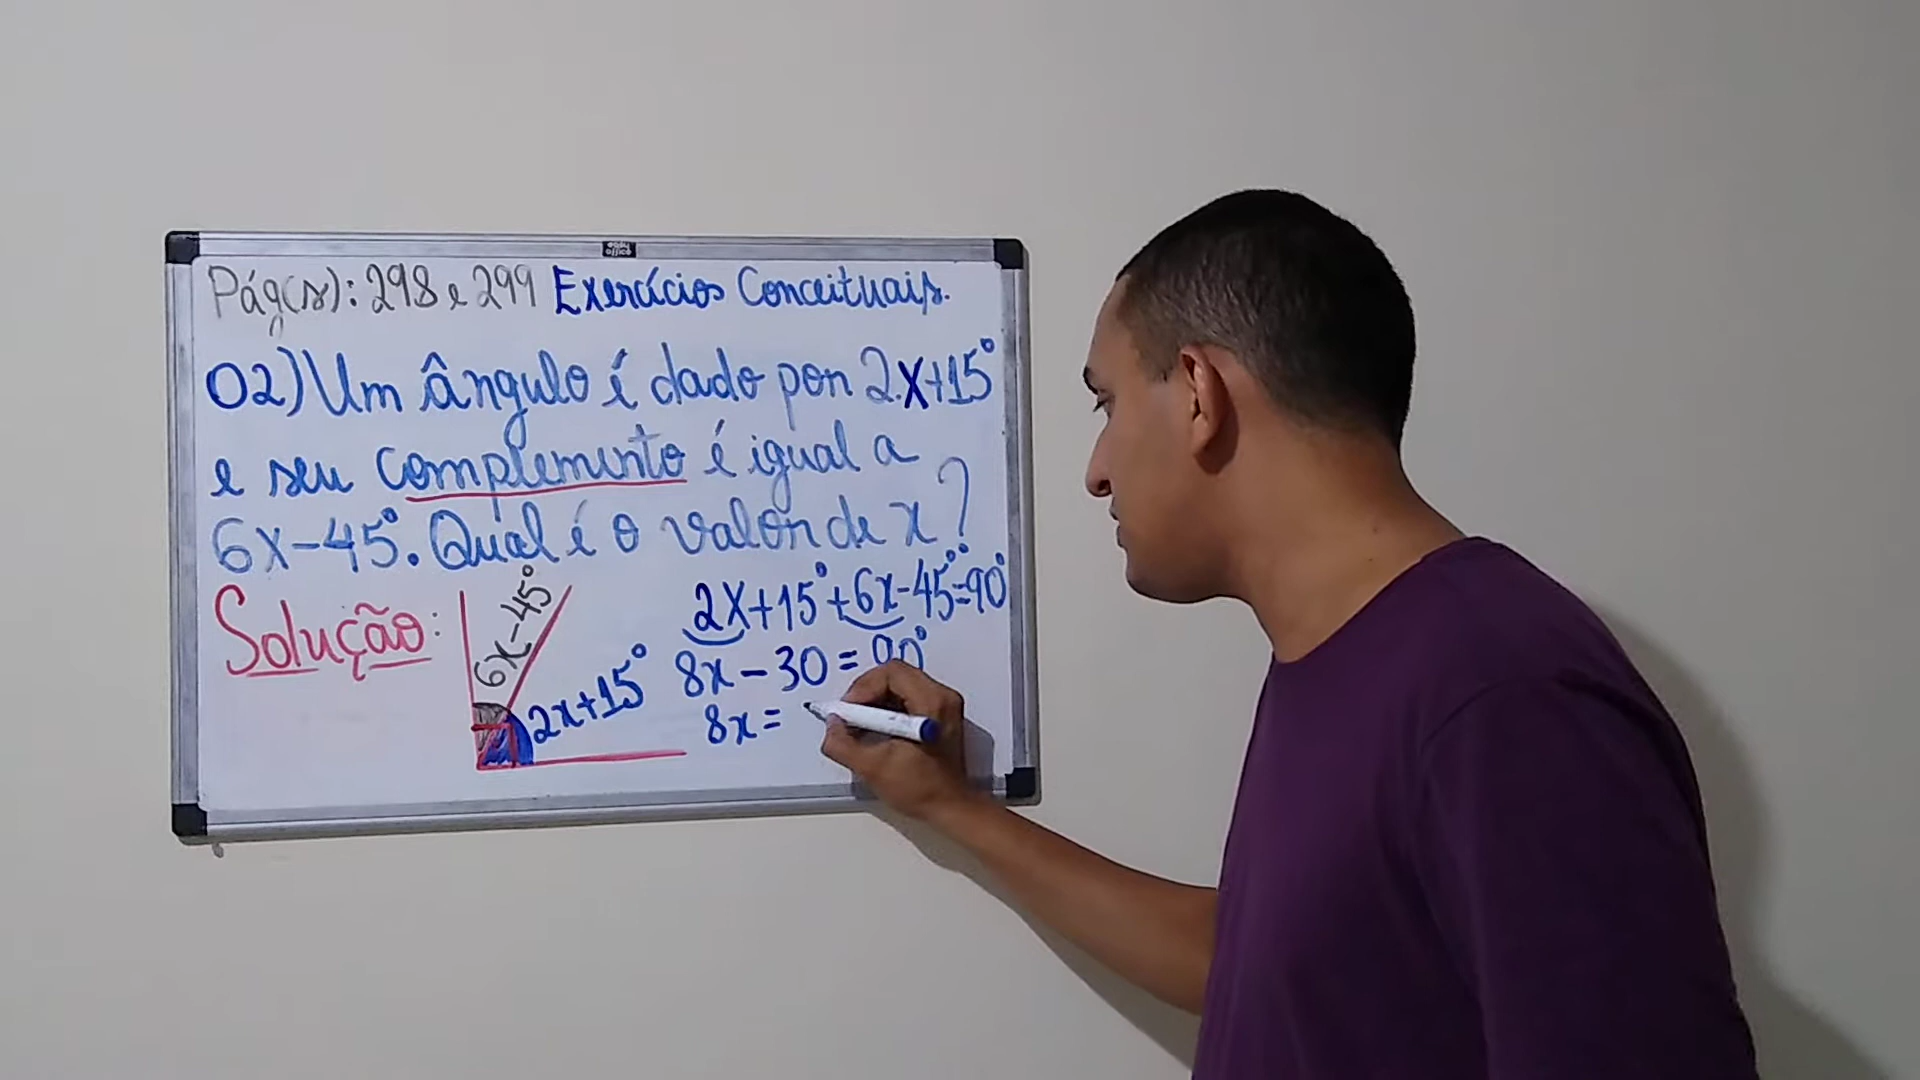 Pág(s): 298 e 299 Exercícios Conceituais.
02) Um ângulo é dado por 2.x+15°
e seu complemento é igual a
6x-45°. Qual é o valor de x?
Solução:
6x-45°
2x+15°
2x+15°+6x-45°=90°
8x-30=90°
8x=